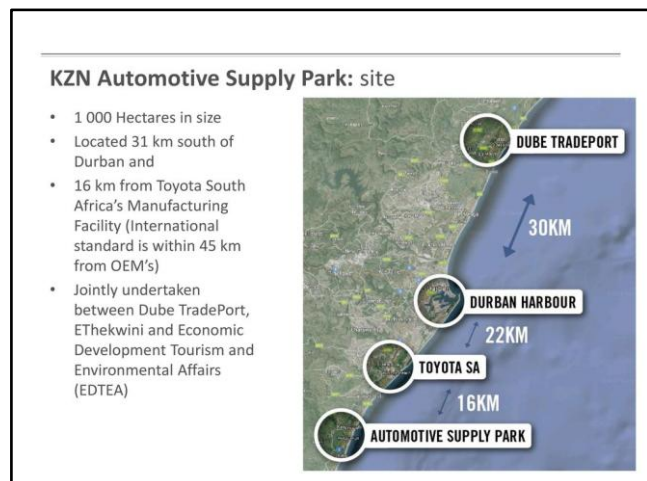 KZN Automotive Supply Park: site
• 1 000 Hectares in size
• Located 31 km south of
Durban and
• 16 km from Toyota South
Africa's Manufacturing
Facility (International
standard is within 45 km
from OEM's)
• Jointly undertaken
between Dube TradePort,
EThekwini and Economic
Development Tourism and
Environmental Affairs
(EDTEA)
DUBE TRADEPORT
30KM
DURBAN HARBOUR
22KM
TOYOTA SA
16KM
AUTOMOTIVE SUPPLY PARK